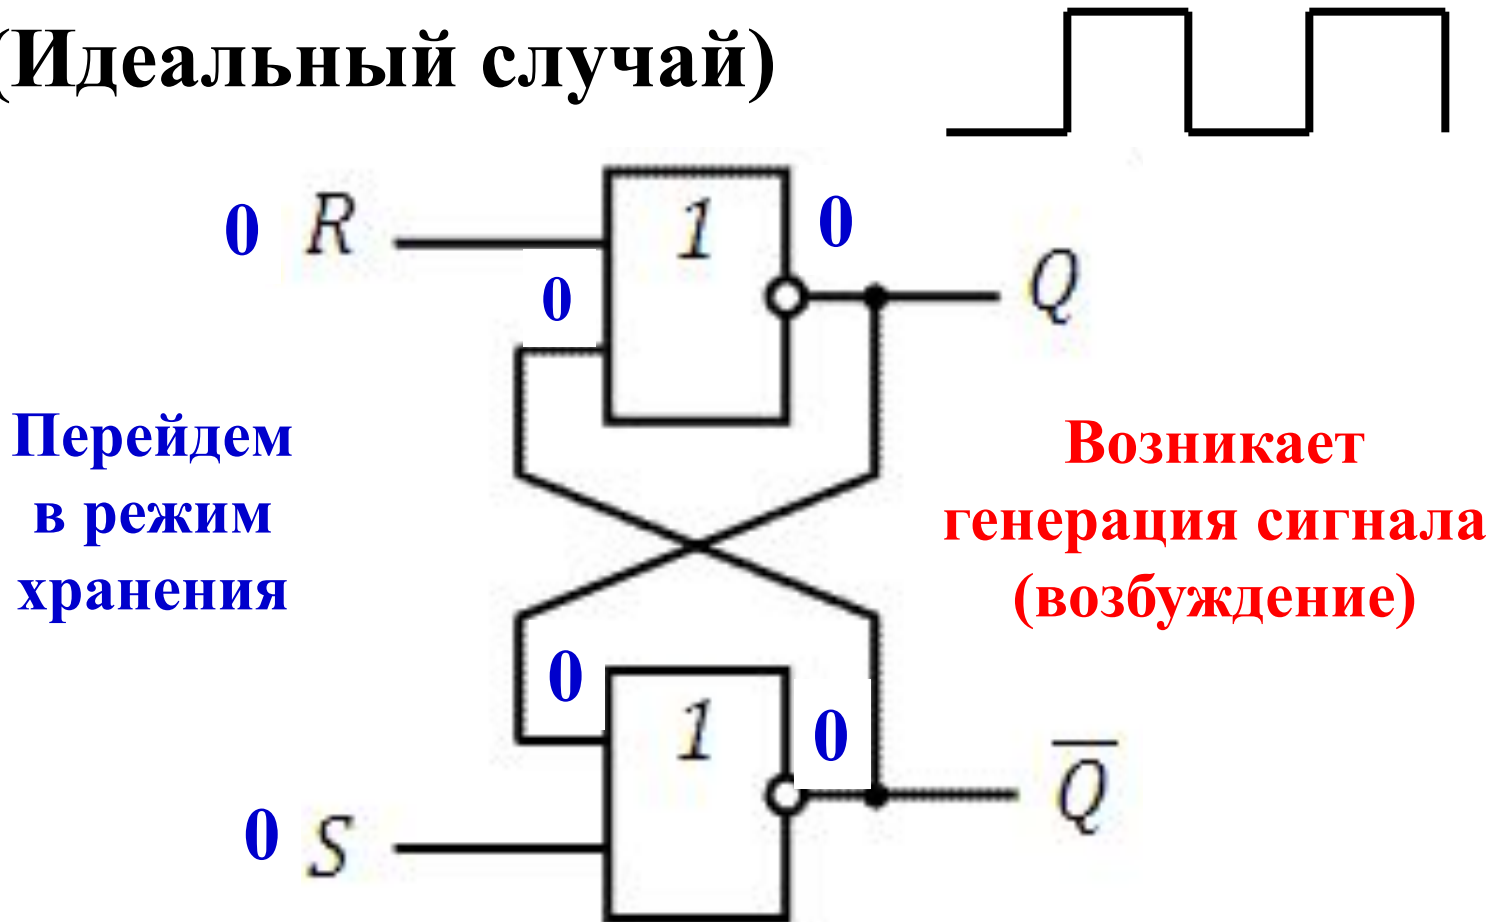 (Идеальный случай)
0 R 1 0
0 Q
Перейдем
в режим
хранения
Возникает
генерация сигнала
(возбуждение)
0 1 0
Q
0 S